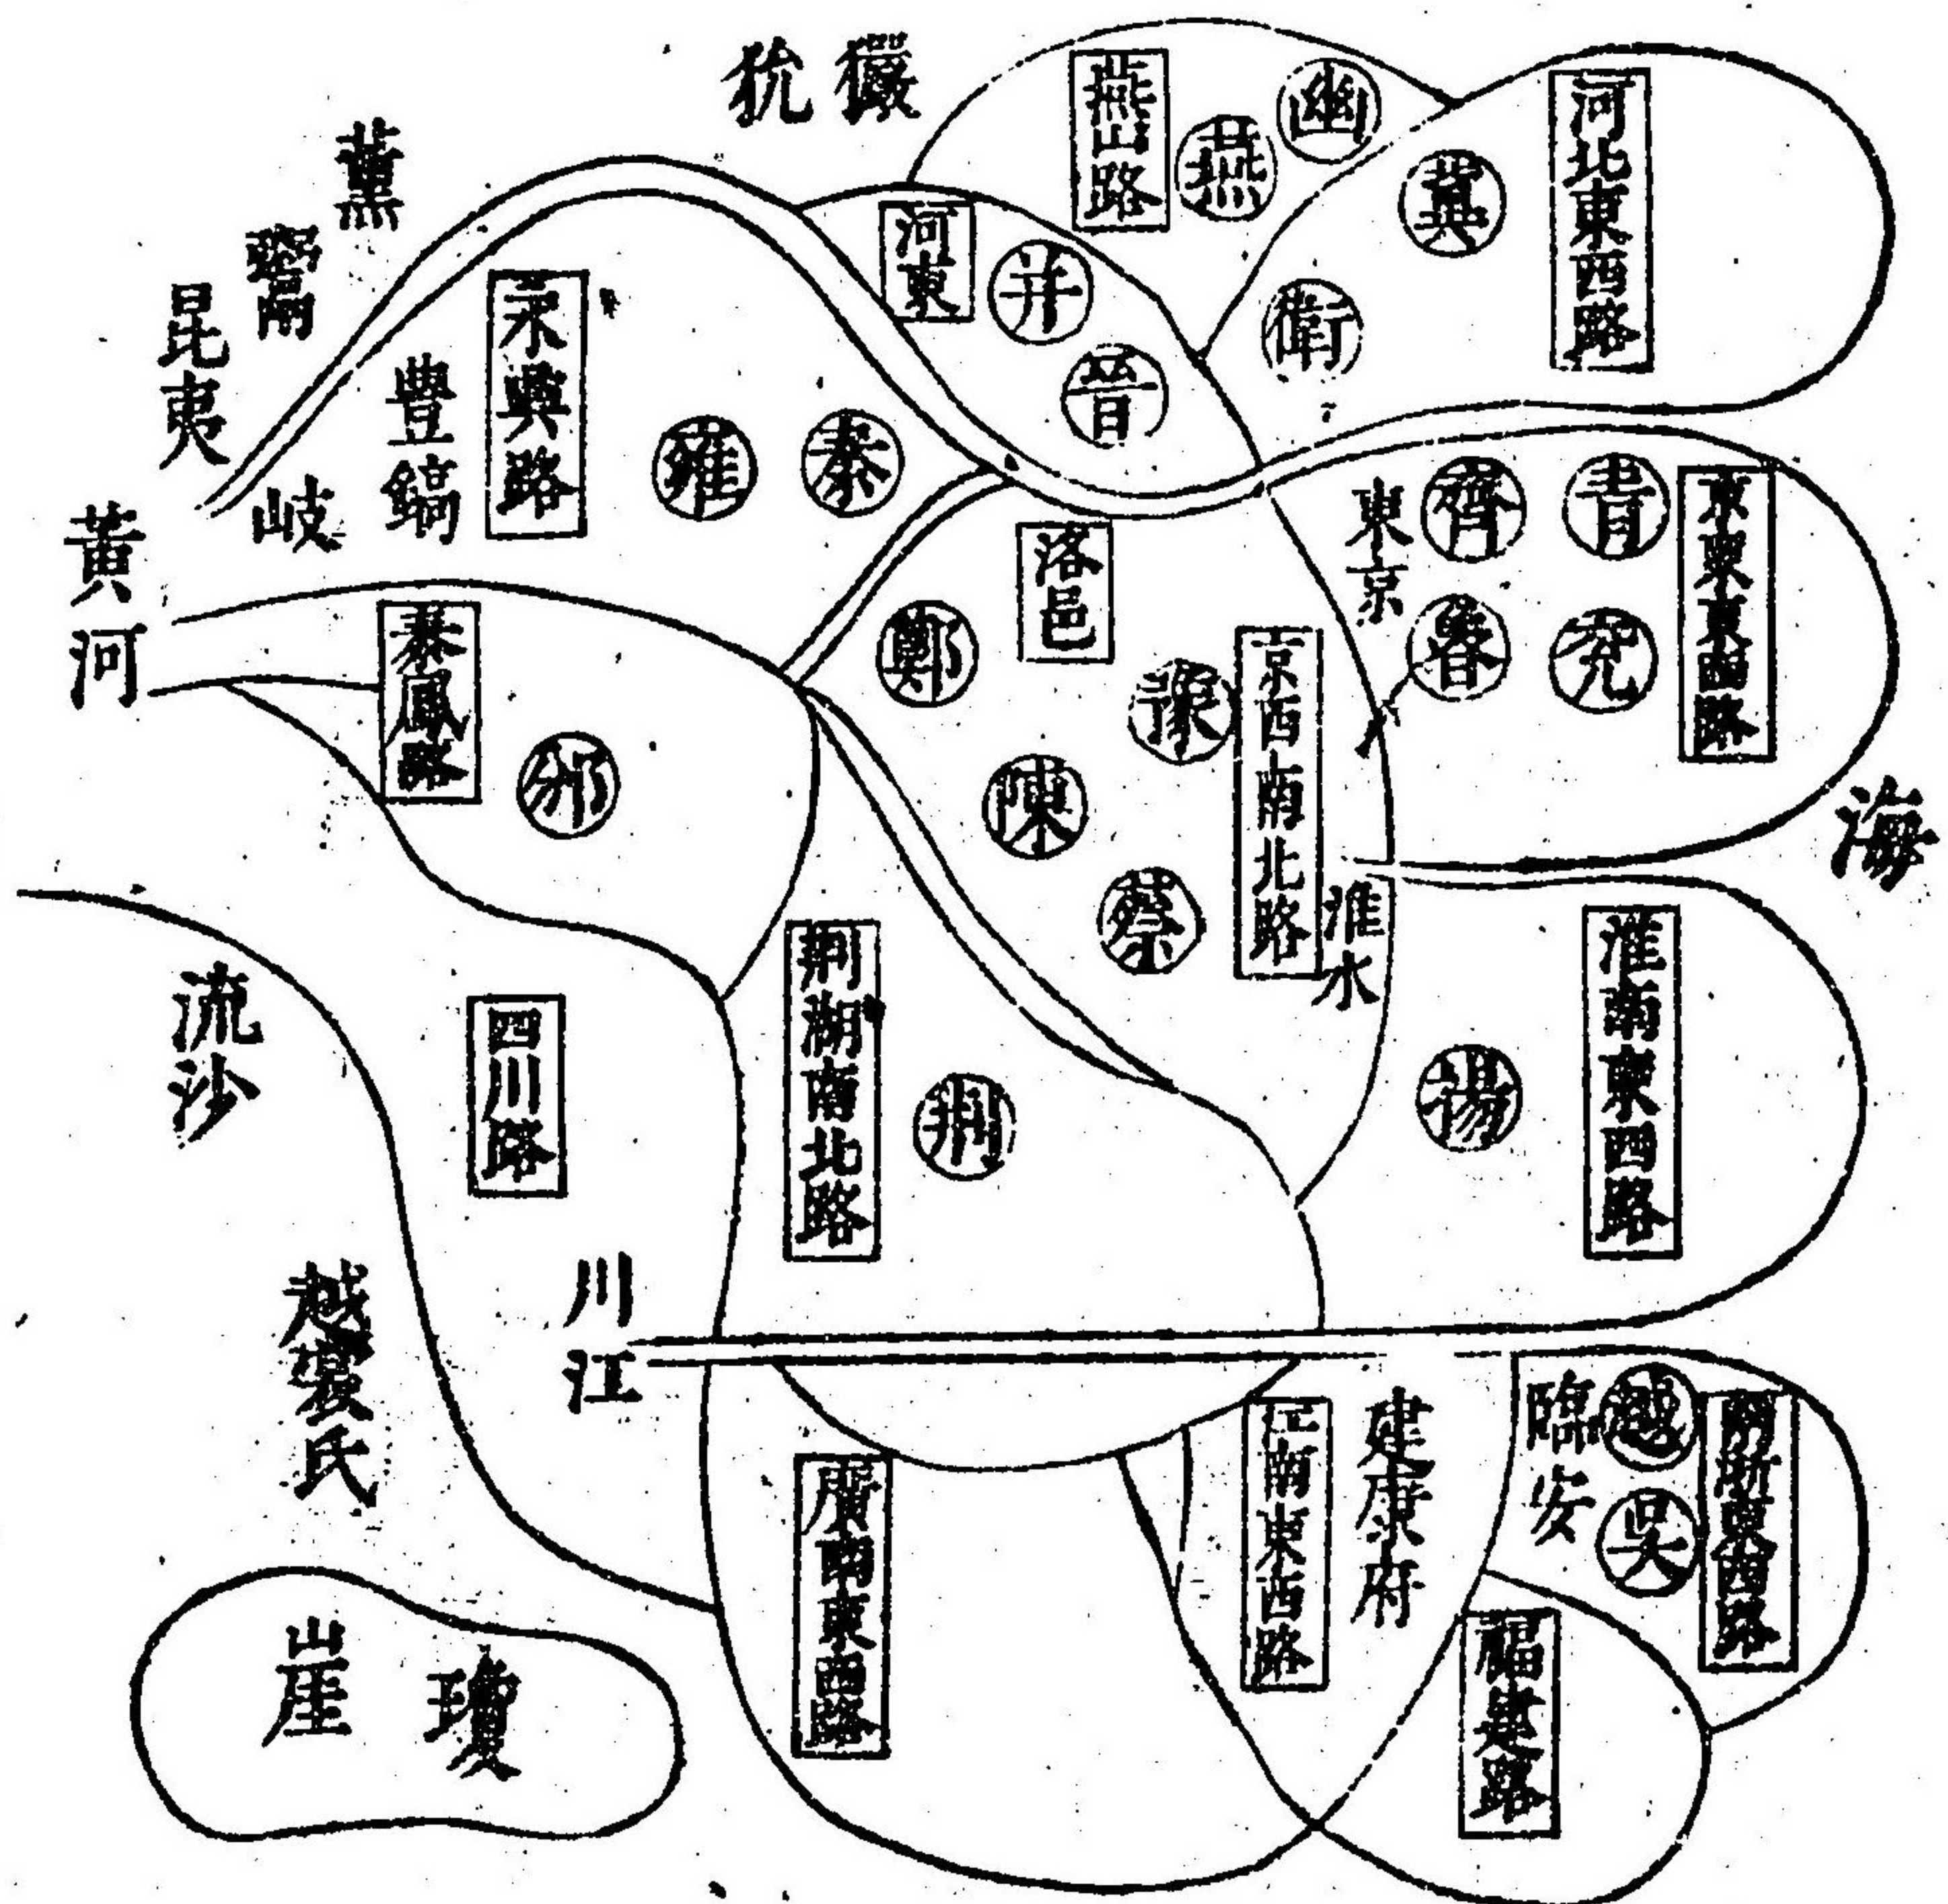 玁狁
薰鬻
昆夷
黃河
燕山路
幽
燕
河北東西路
冀
衛
河東
并
晉
永興路
豐鎬
岐
雍
秦
洛邑
鄭
豫
陳
蔡
京西南北路
東京
齊
青
魯
兗
京東東西路
海
秦鳳路
邠
淮水
淮南東西路
揚
荆湖南北路
荆
四川路
流沙
越裳氏
川江
廣南東西路
江南東西路
建康府
臨安
越
吳
兩浙東西路
福建路
瓊
崖